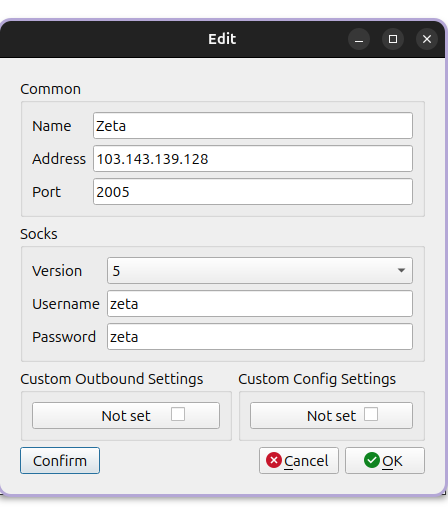 Edit
Common
Name Zeta
Address 103.143.139.128
Port 2005
Socks
Version 5
Username zeta
Password zeta
Custom Outbound Settings Custom Config Settings
Not set Not set
Confirm Cancel OK